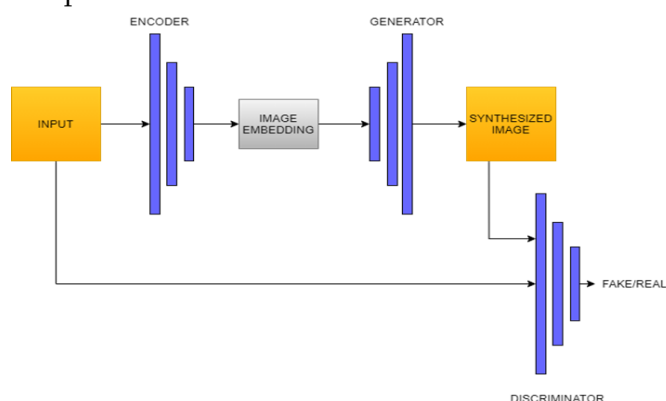 ENCODER
GENERATOR
INPUT
IMAGE
EMBEDDING
SYNTHESIZED
IMAGE
FAKE/REAL
DISCRIMINATOR